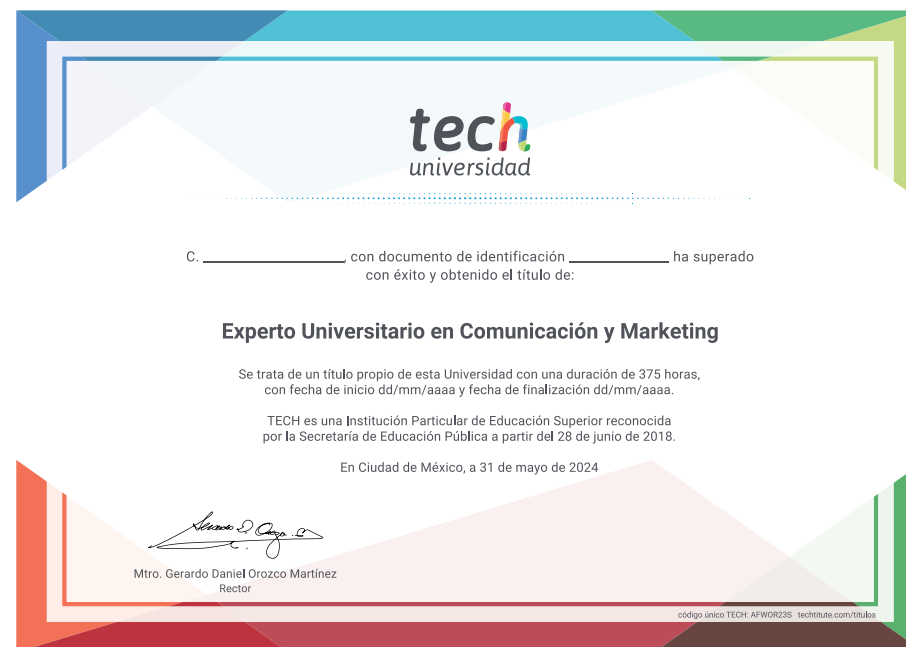 tech
universidad
C. ____________, con documento de identificación ____________ ha superado
con éxito y obtenido el título de:
Experto Universitario en Comunicación y Marketing
Se trata de un título propio de esta Universidad con una duración de 375 horas,
con fecha de inicio dd/mm/aaaa y fecha de finalización dd/mm/aaaa.
TECH es una Institución Particular de Educación Superior reconocida
por la Secretaría de Educación Pública a partir del 28 de junio de 2018.
En Ciudad de México, a 31 de mayo de 2024
Mtro. Gerardo Daniel Orozco Martínez
Rector
código único TECH: AFWOR23S techtitute.com/titulos